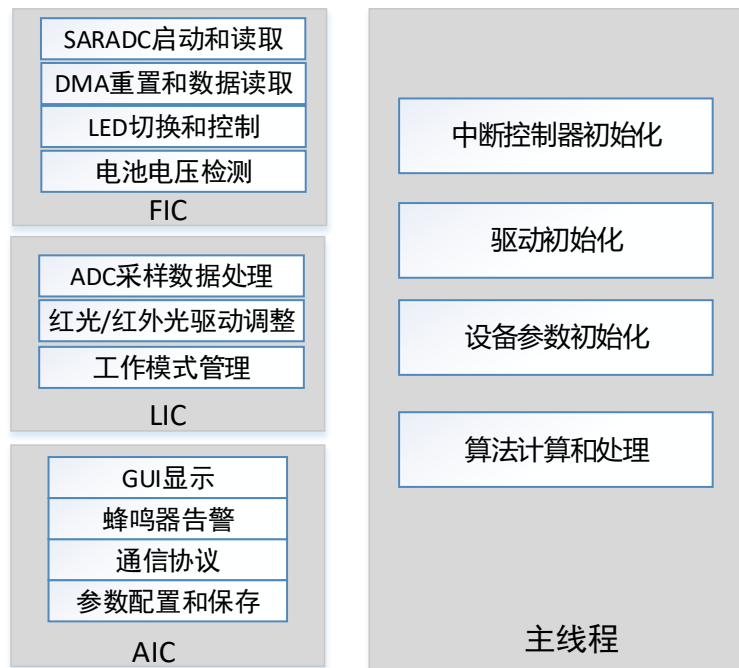 SARADC启动和读取
DMA重置和数据读取
LED切换和控制
电池电压检测
FIC
ADC采样数据处理
红光/红外光驱动调整
工作模式管理
LIC
GUI显示
蜂鸣器告警
通信协议
参数配置和保存
AIC
中断控制器初始化
驱动初始化
设备参数初始化
算法计算和处理
主线程